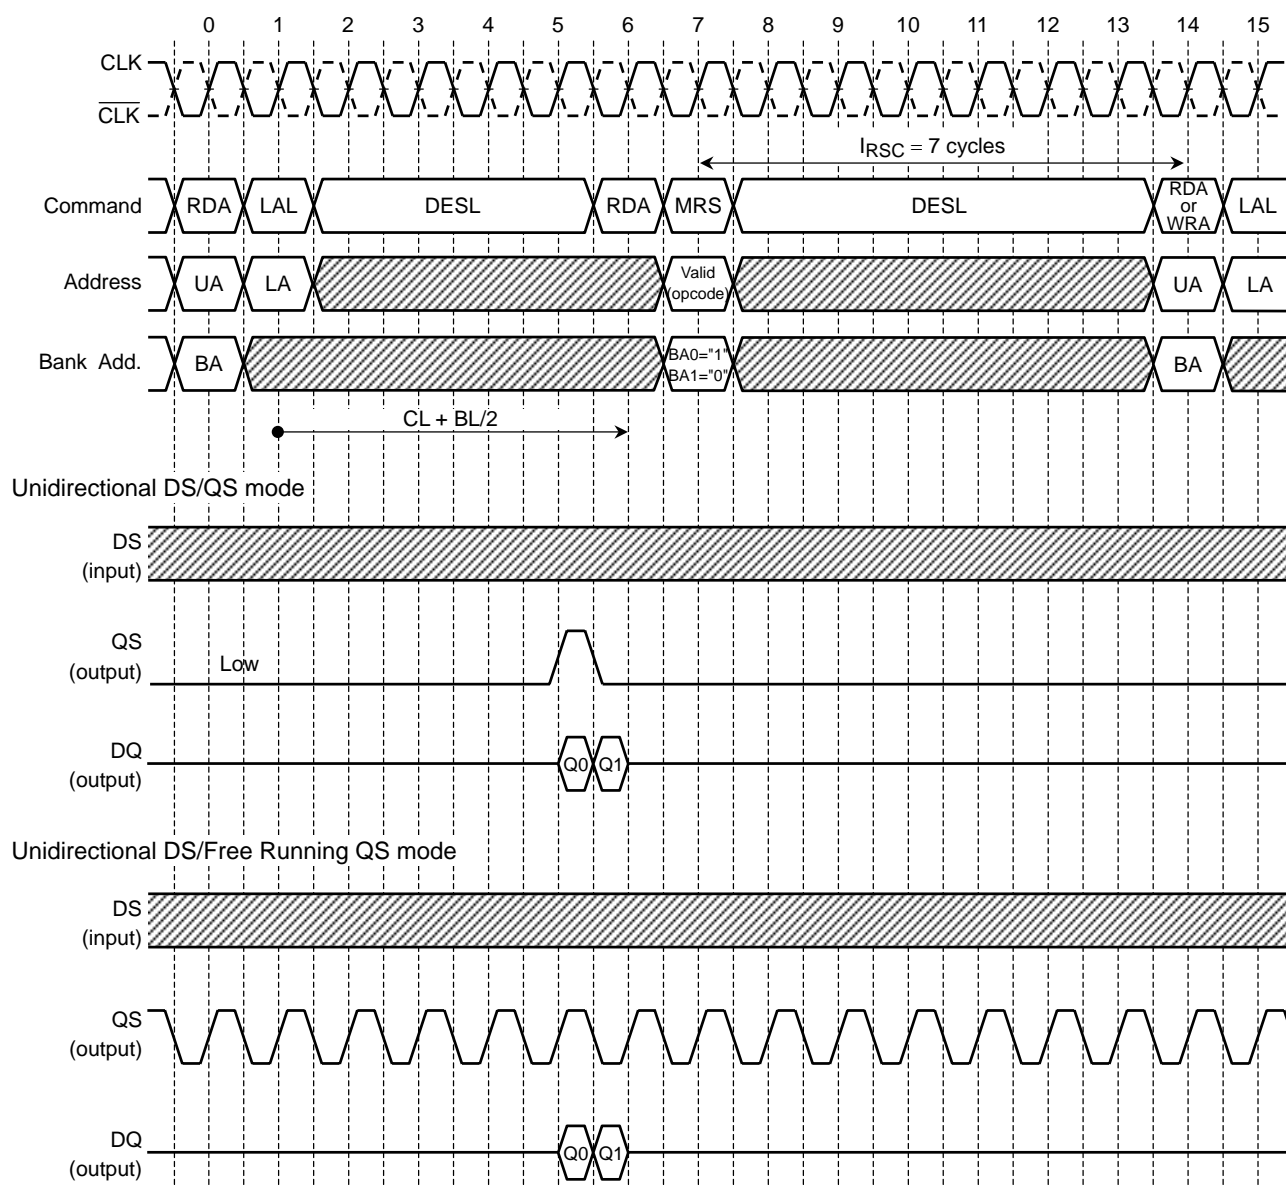 0 1 2 3 4 5 6 7 8 9 10 11 12 13 14 15
CLK
CLK
IRSC = 7 cycles
Command RDA LAL DESL RDA MRS DESL RDA or WRA LAL
Address UA LA Valid (opcode) UA LA
Bank Add. BA BA0="1" BA1="0" BA
CL + BL/2
Unidirectional DS/QS mode
DS
(input)
QS
(output)
Low
DQ
(output)
Q0 Q1
Unidirectional DS/Free Running QS mode
DS
(input)
QS
(output)
DQ
(output)
Q0 Q1